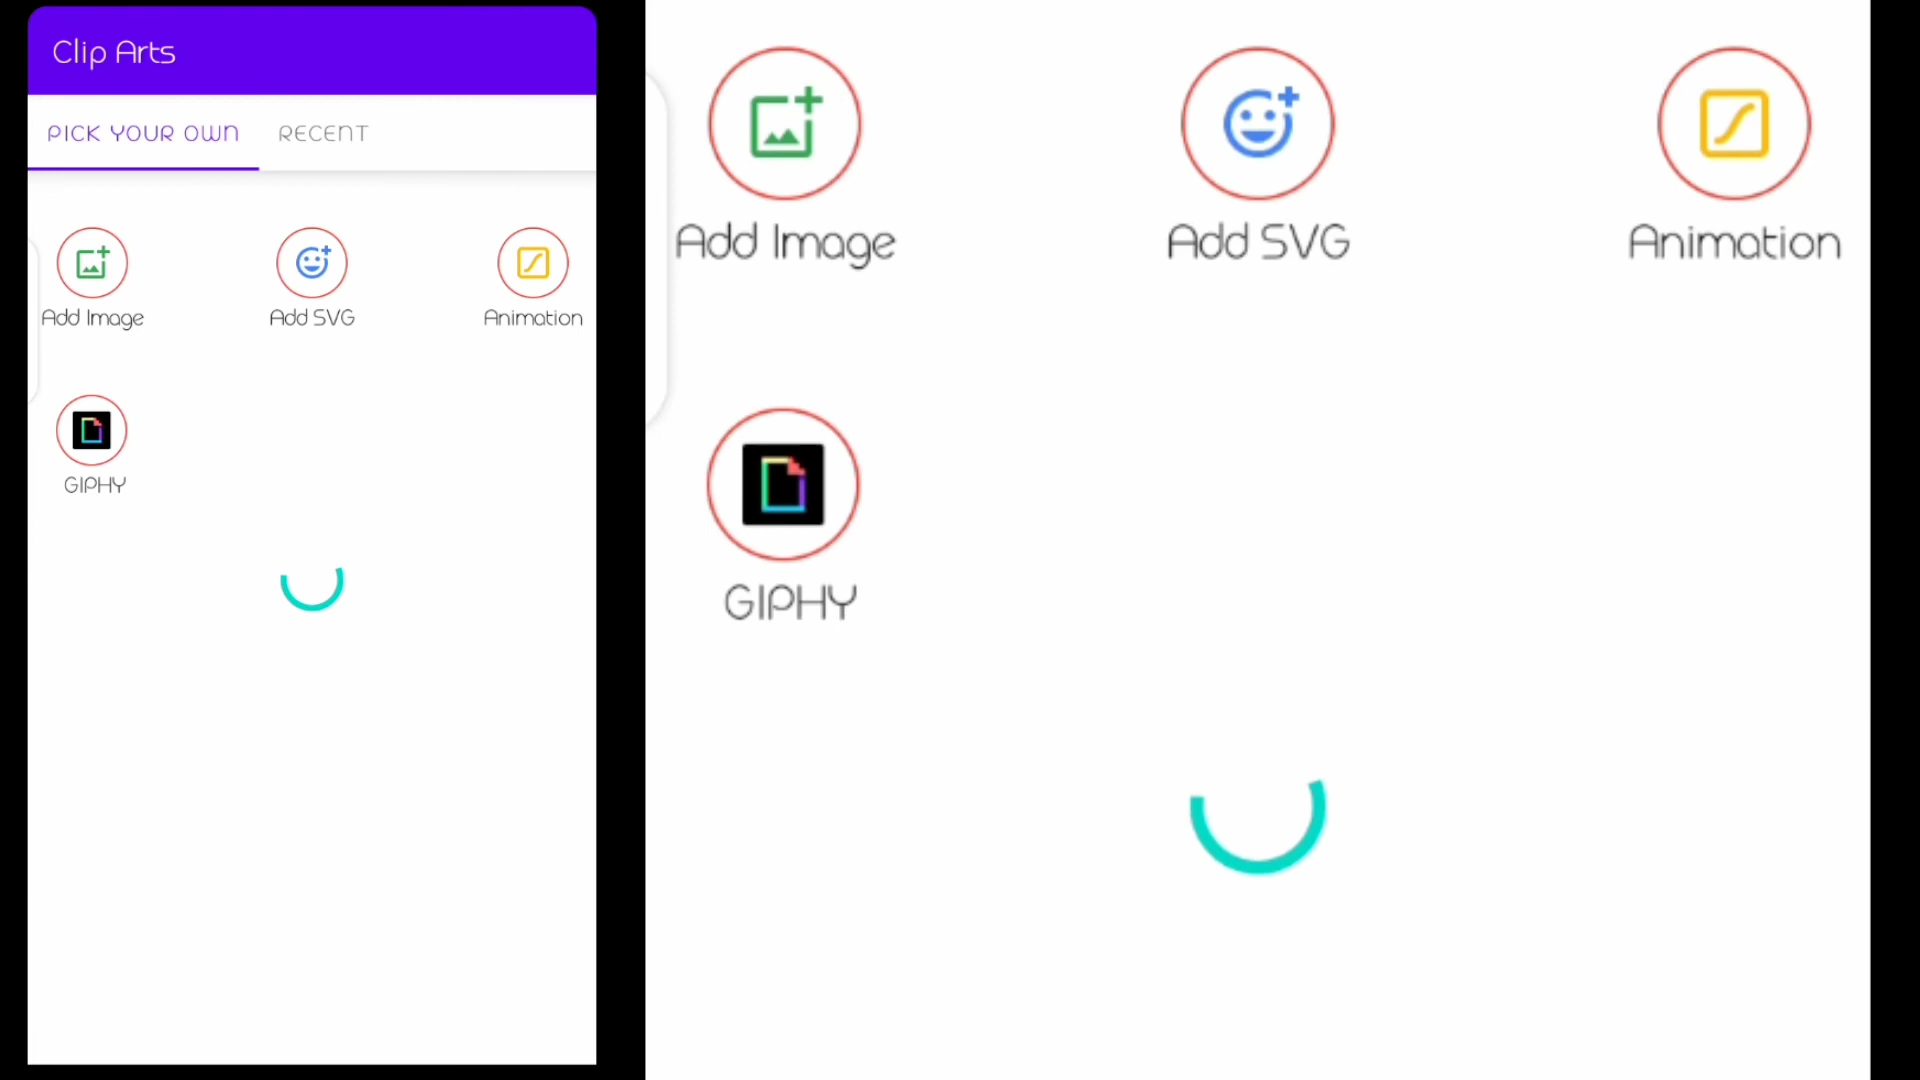 Clip Arts
PICK YOUR OWN RECENT
Add Image Add SVG Animation
GIPHY
Add Image Add SVG Animation
GIPHY